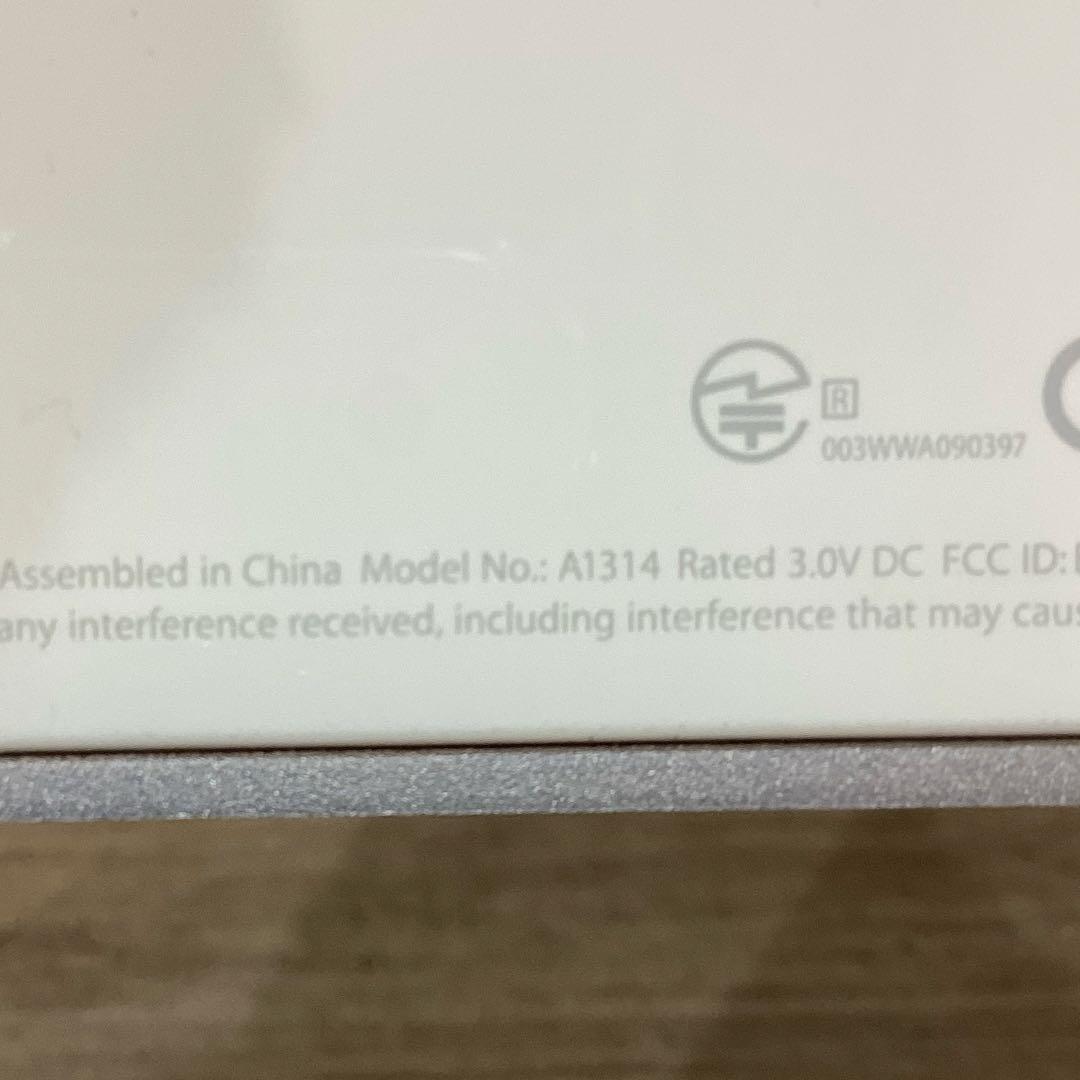 R
003WWA090397
Assembled in China Model No.: A1314 Rated 3.0V DC FCC ID:
any interference received, including interference that may